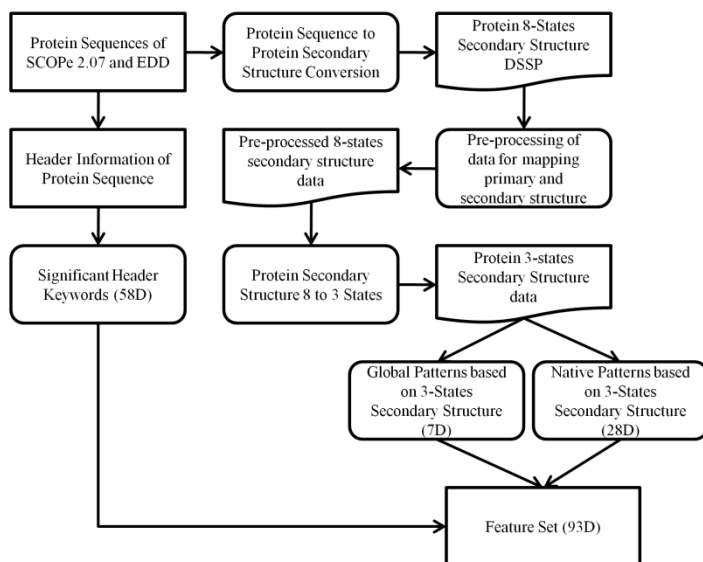 Protein Sequences of
SCOPe 2.07 and EDD
Protein Sequence to
Protein Secondary
Structure Conversion
Protein 8-States
Secondary Structure
DSSP
Header Information of
Protein Sequence
Pre-processed 8-states
secondary structure
data
Pre-processing of
data for mapping
primary and
secondary structure
Significant Header
Keywords (58D)
Protein Secondary
Structure 8 to 3 States
Protein 3-states
Secondary Structure
data
Global Patterns based
on 3-States
Secondary Structure
(7D)
Native Patterns based
on 3-States
Secondary Structure
(28D)
Feature Set (93D)